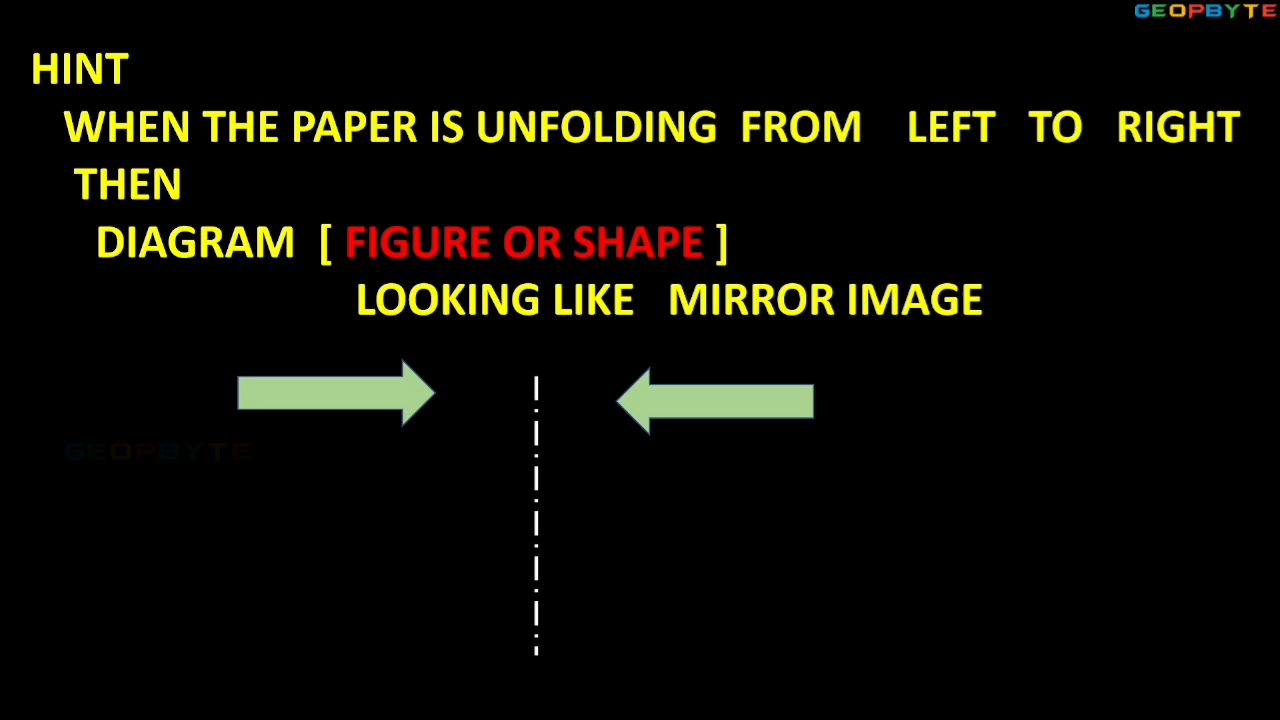 GEOPBYTE
HINT
WHEN THE PAPER IS UNFOLDING FROM LEFT TO RIGHT
THEN
DIAGRAM [ FIGURE OR SHAPE ]
LOOKING LIKE MIRROR IMAGE
GEOPBYTE